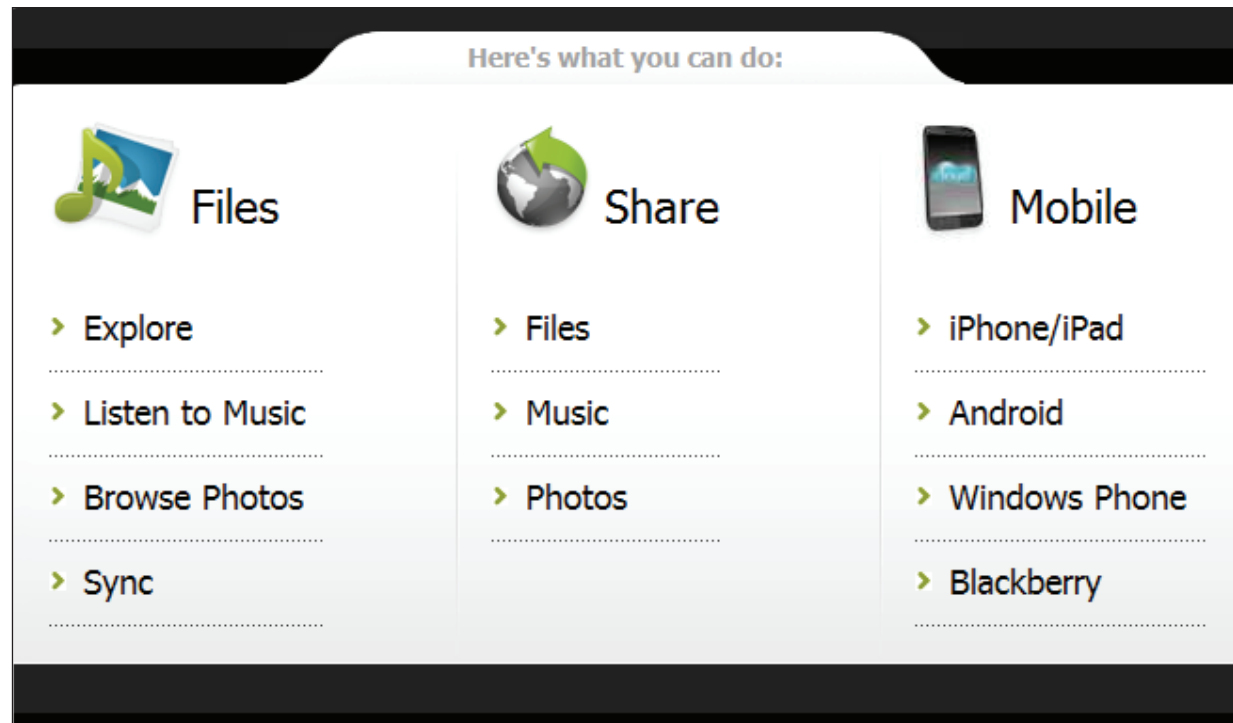 Here's what you can do:
Files
Explore
Listen to Music
Browse Photos
Sync
Share
Files
Music
Photos
Mobile
iPhone/iPad
Android
Windows Phone
Blackberry